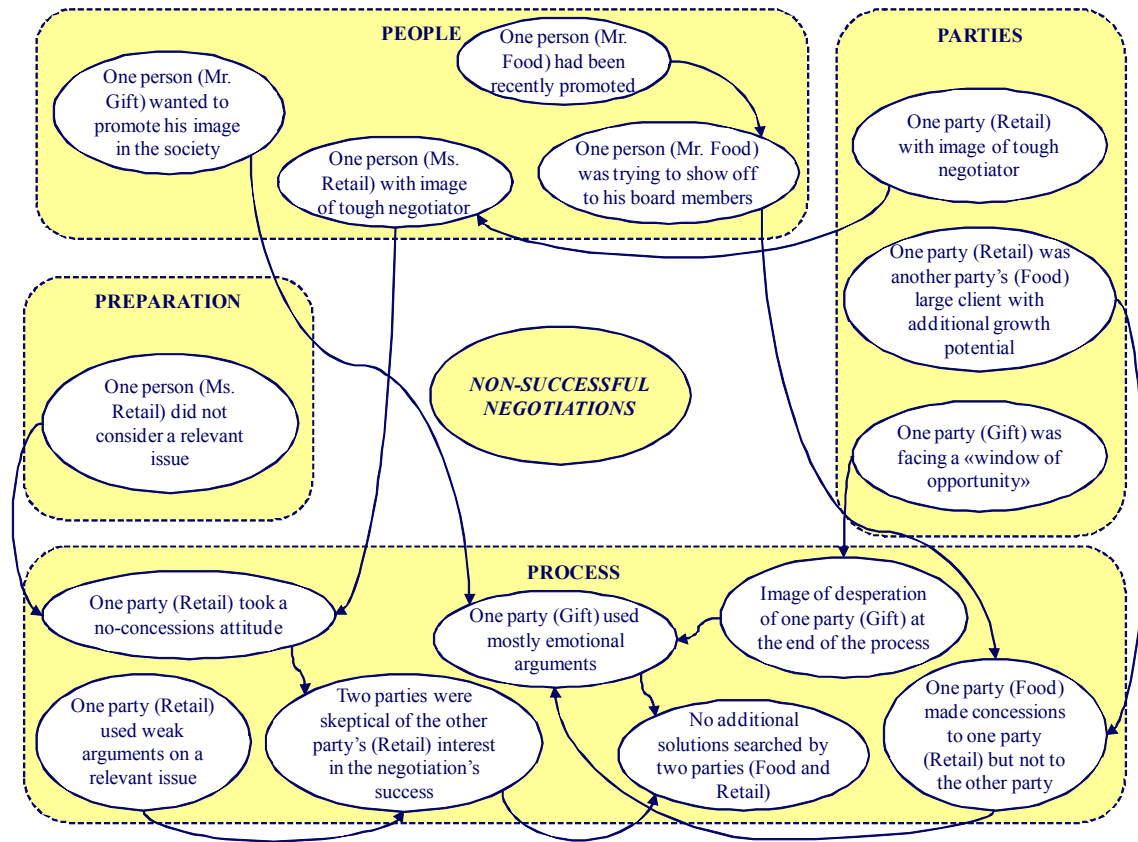 PEOPLE
One person (Mr.
Gift) wanted to
promote his image
in the society
One person (Mr.
Food) had been
recently promoted
One person (Ms.
Retail) with image
of tough negotiator
One person (Mr. Food)
was trying to show off
to his board members
PARTIES
One party (Retail)
with image of tough
negotiator
One party (Retail) was
another party’s (Food)
large client with
additional growth
potential
One party (Gift) was
facing a «window of
opportunity»
PREPARATION
One person (Ms.
Retail) did not
consider a relevant
issue
NON-SUCCESSFUL
NEGOTIATIONS
PROCESS
One party (Retail) took a
no-concessions attitude
One party (Gift) used
mostly emotional
arguments
Image of desperation
of one party (Gift) at
the end of the process
One party (Retail)
used weak
arguments on a
relevant issue
Two parties were
skeptical of the other
party’s (Retail) interest
in the negotiation’s
success
No additional
solutions searched by
two parties (Food and
Retail)
One party (Food)
made concessions
to one party
(Retail) but not to
the other party